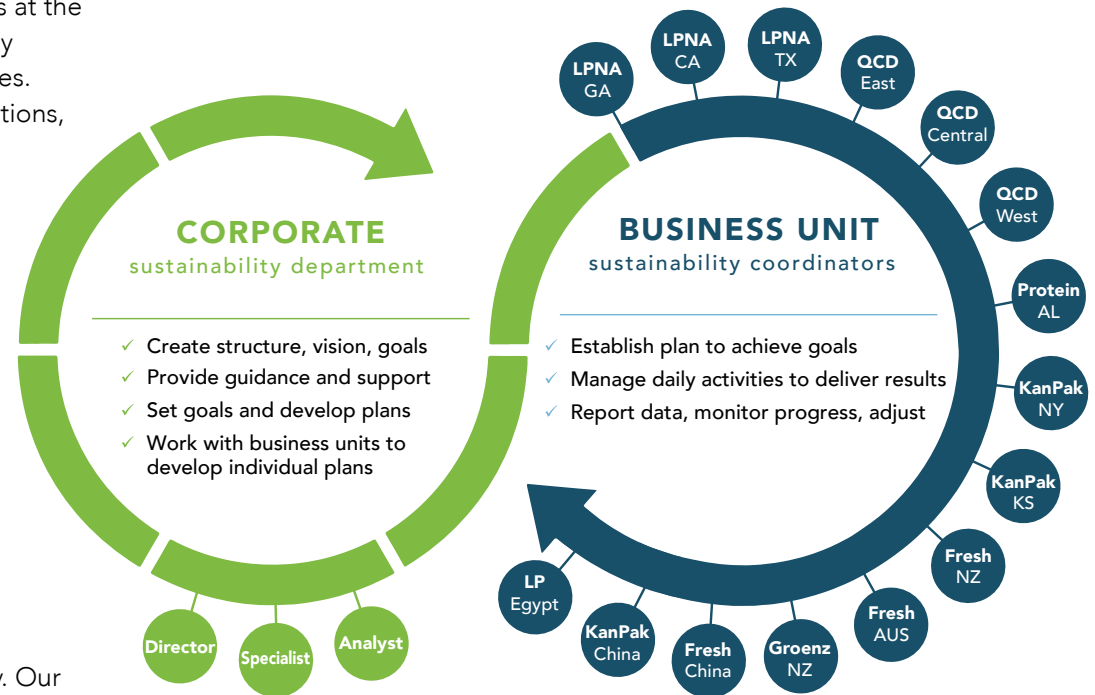 s at the
y
es.
tions,
CORPORATE
sustainability department
Create structure, vision, goals
Provide guidance and support
Set goals and develop plans
Work with business units to
develop individual plans
Director
Specialist
Analyst
BUSINESS UNIT
sustainability coordinators
Establish plan to achieve goals
Manage daily activities to deliver results
Report data, monitor progress, adjust
LPNA
GA
LPNA
CA
LPNA
TX
QCD
East
QCD
Central
QCD
West
Protein
AL
KanPak
NY
KanPak
KS
Fresh
NZ
Fresh
AUS
Groenz
NZ
Fresh
China
KanPak
China
LP
Egypt
y. Our